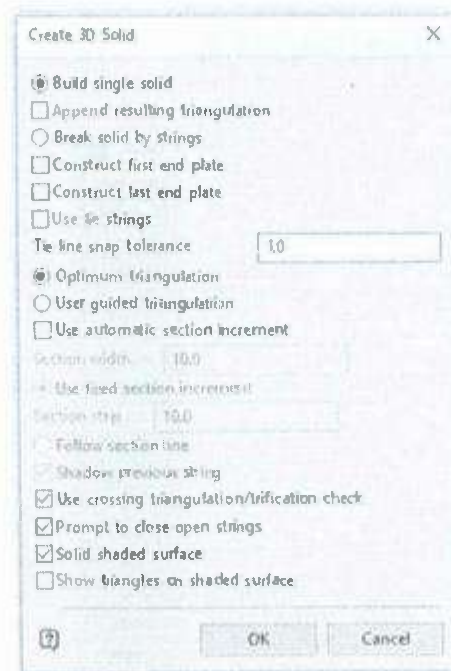 Create 3D Solid
Build single solid
Append resulting triangulation
Break solid by strings
Construct first end plate
Construct last end plate
Use tie strings
Tie line snap tolerance 1.0
Optimum triangulation
User guided triangulation
Use automatic section increment
Section width 10.0
Use fixed section increment
Section step 10.0
Follow section line
Shadow previous string
Use crossing triangulation/trification check
Prompt to close open strings
Solid shaded surface
Show triangles on shaded surface
OK Cancel